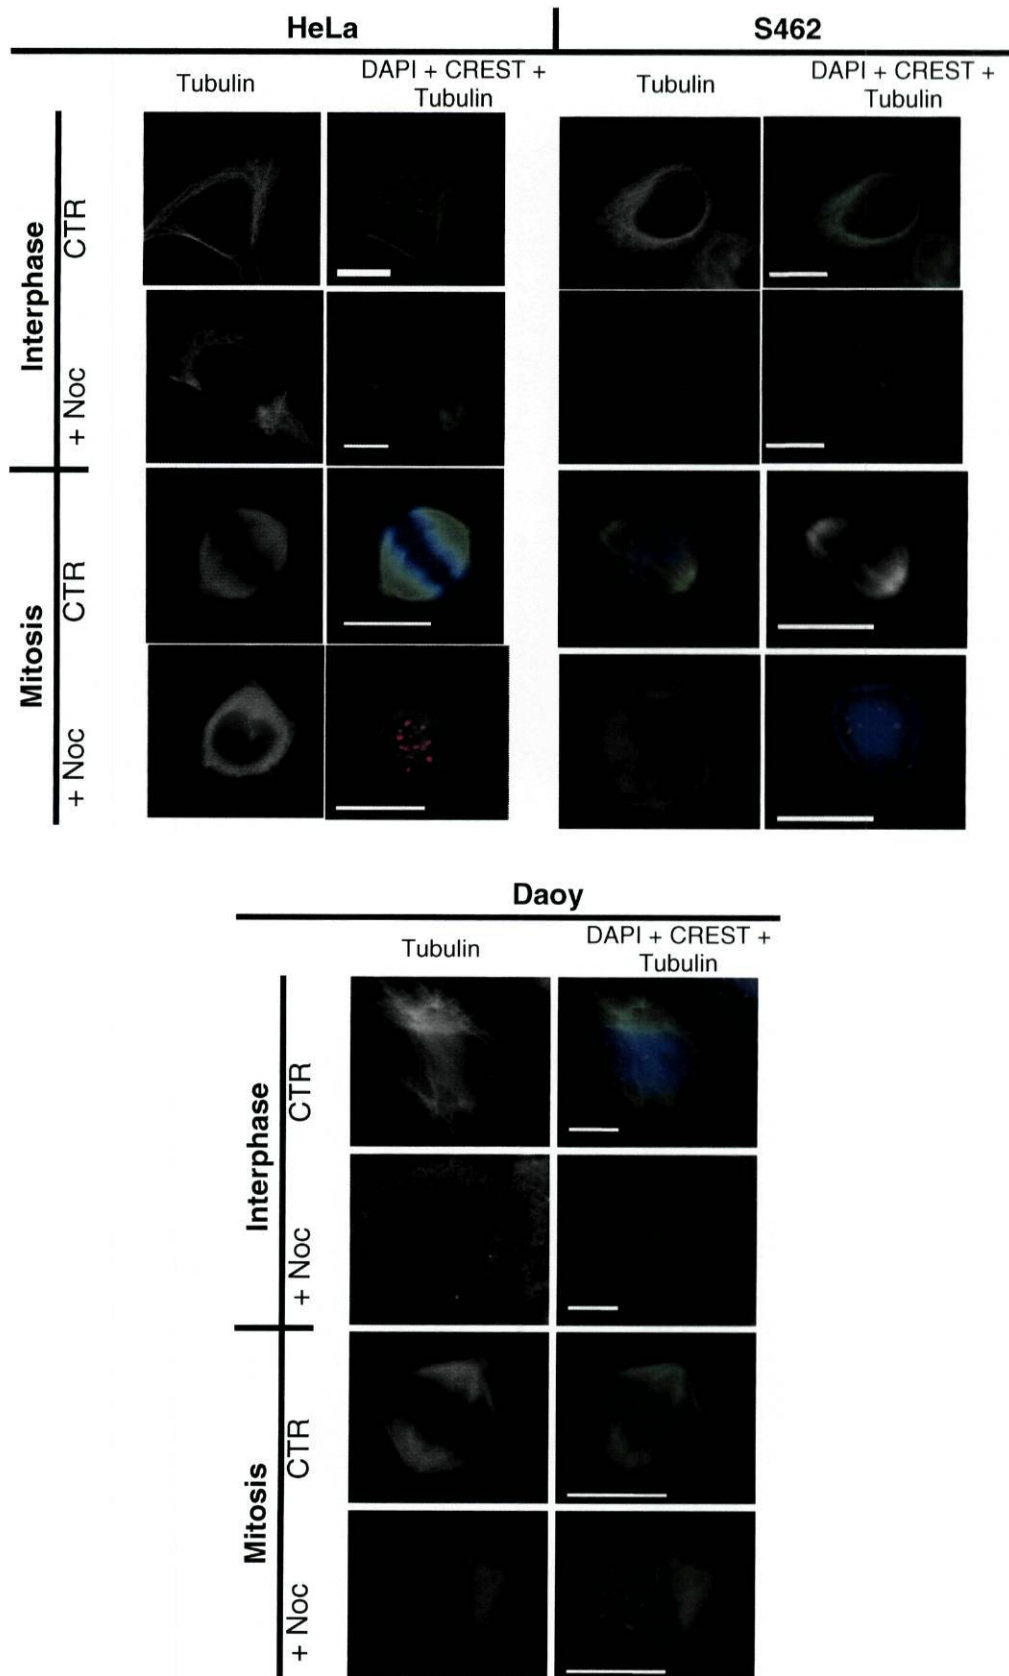 HeLa
S462
Tubulin
DAPI + CREST +
Tubulin
Tubulin
DAPI + CREST +
Tubulin
Interphase
CTR
+ Noc
Mitosis
CTR
+ Noc
Daoy
Tubulin
DAPI + CREST +
Tubulin
Interphase
CTR
+ Noc
Mitosis
CTR
+ Noc